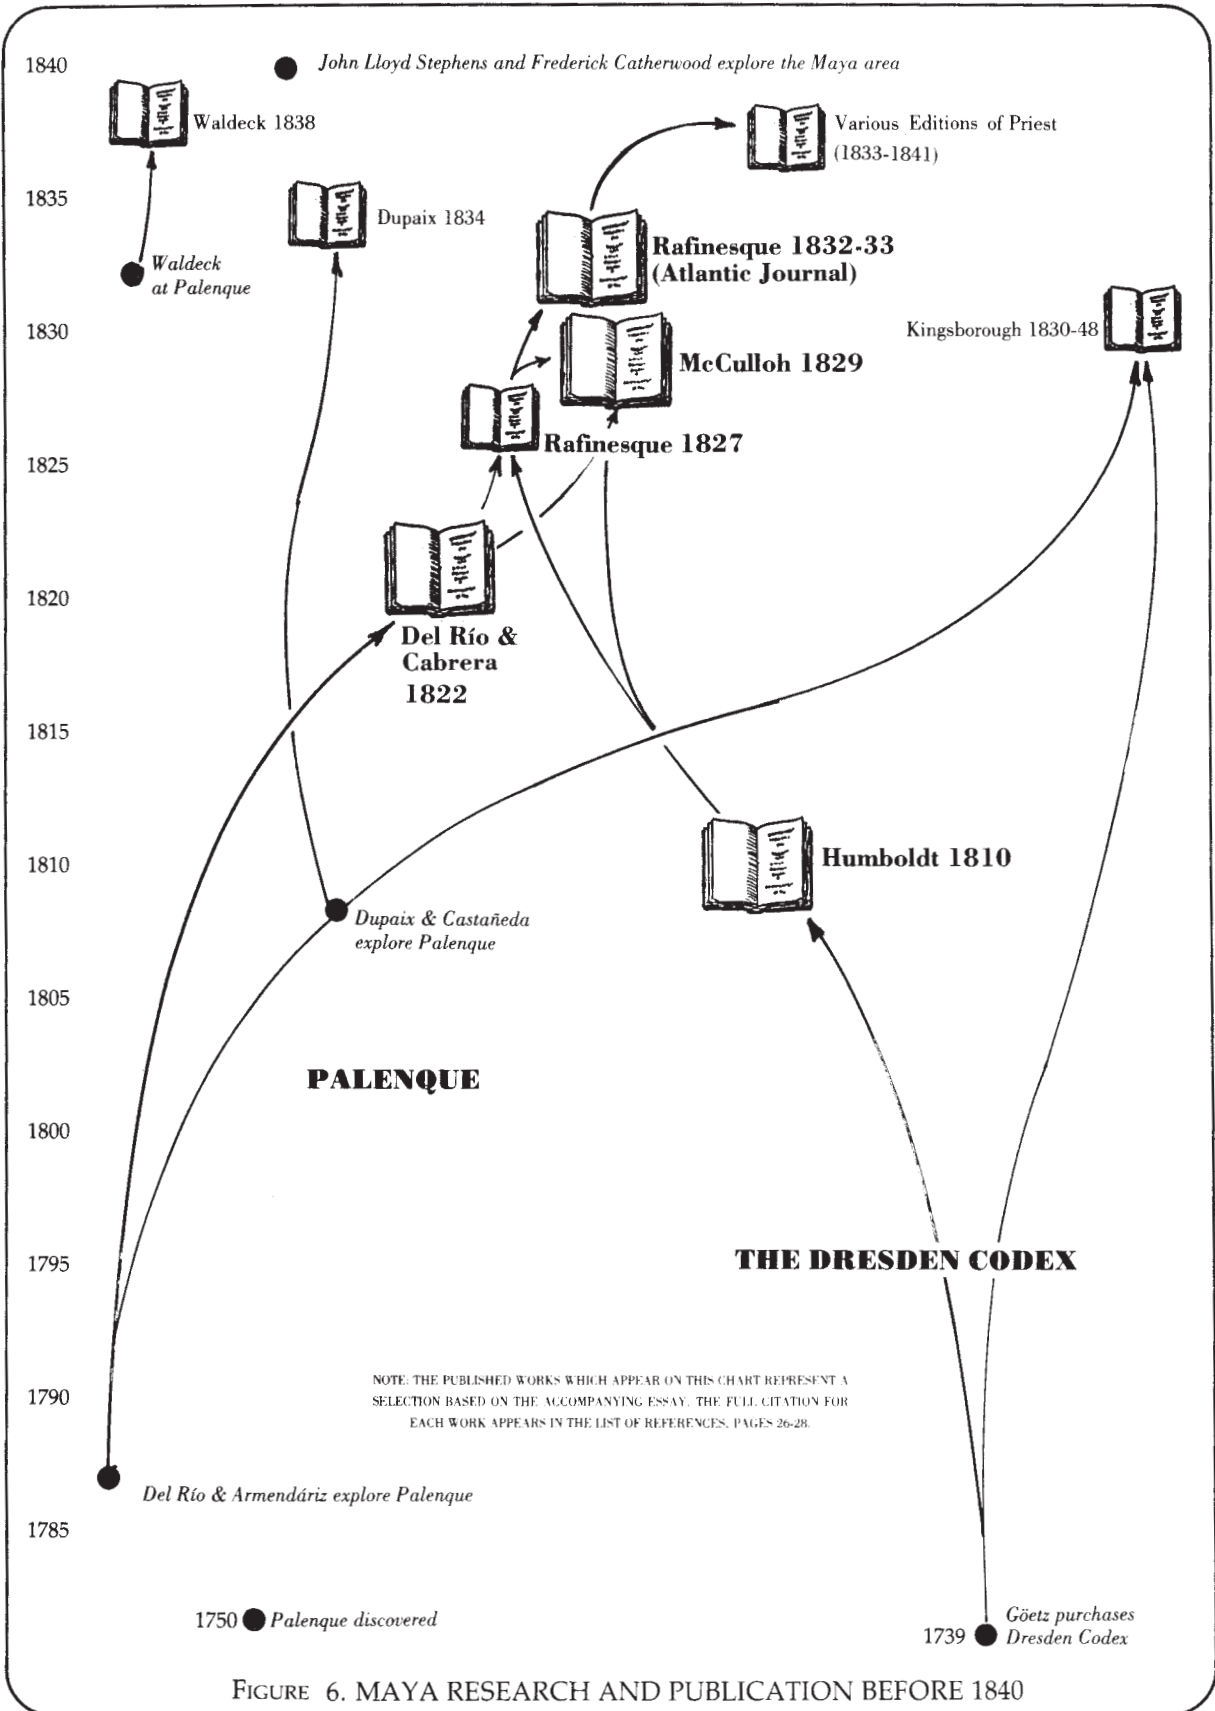 1840
John Lloyd Stephens and Frederick Catherwood explore the Maya area
Waldeck 1838
Various Editions of Priest
(1833-1841)
1835
Dupaix 1834
Rafinesque 1832-33
(Atlantic Journal)
Waldeck
at Palenque
1830
Kingsborough 1830-48
McCulloh 1829
Rafinesque 1827
1825
1820
Del Río &
Cabrera
1822
1815
1810
Humboldt 1810
Dupaix & Castañeda
explore Palenque
1805
PALENQUE
1800
1795
THE DRESDEN CODEX
NOTE: THE PUBLISHED WORKS WHICH APPEAR ON THIS CHART REPRESENT A
1790
SELECTION BASED ON THE ACCOMPANYING ESSAY. THE FULL CITATION FOR
EACH WORK APPEARS IN THE LIST OF REFERENCES, PAGES 26-28.
Del Río & Armendáriz explore Palenque
1785
1750 Palenque discovered
1739 Göetz purchases
Dresden Codex
FIGURE 6. MAYA RESEARCH AND PUBLICATION BEFORE 1840